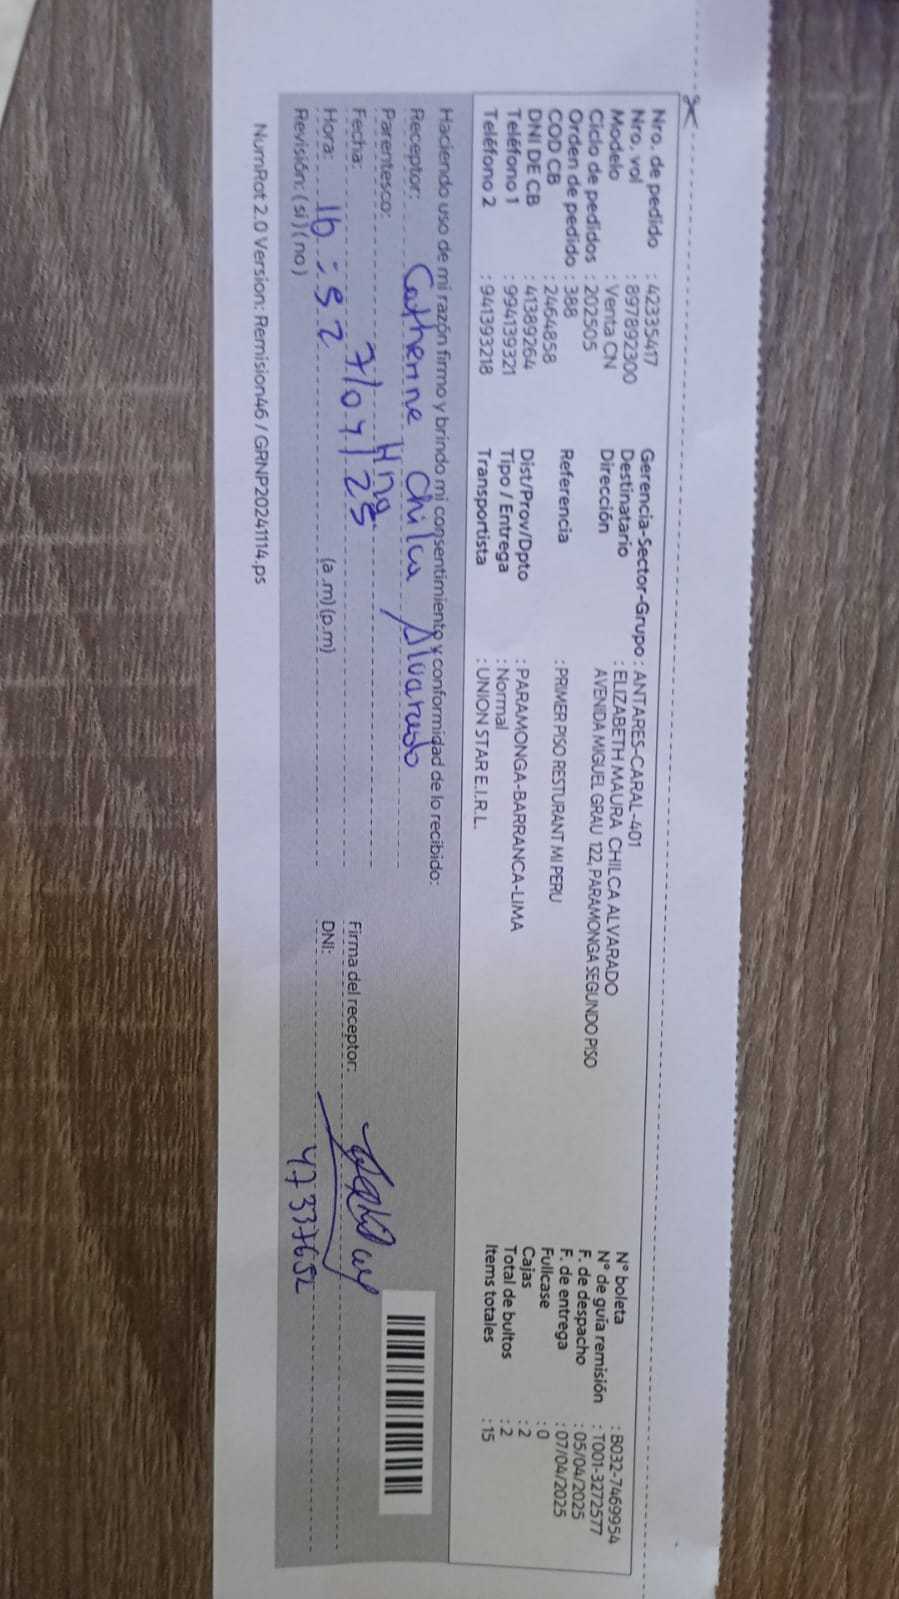 Nro. de pedido : 42335417
Nro. vol : 897892300
Modelo : Venta CN
Ciclo de pedidos : 202505
Orden de pedido : 388
COD CB : 2464858
DNI DE CB : 41389264
Teléfono 1 : 994139321
Teléfono 2 : 941393218
Gerencia-Sector-Grupo : ANTARES-CARAL-401
Destinatario : ELIZABETH MAURA CHILCA ALVARADO
Dirección AVENIDA MIGUEL GRAU 122, PARAMONGA SEGUNDO PISO
Referencia : PRIMER PISO RESTURANT MI PERU
Dist/Prov/Dpto : PARAMONGA-BARRANCA-LIMA
Tipo / Entrega : Normal
Transportista : UNION STAR E.I.R.L.
N° boleta : B032-7469954
N° de guía remisión : T001-3272577
F. de despacho : 05/04/2025
F. de entrega : 07/04/2025
Fullcase : 0
Cajas : 2
Total de bultos : 2
Items totales : 15
Haciendo uso de mi razón firmo y brindo mi consentimiento y conformidad de lo recibido:
Receptor: Catherine Chilca Alvarado
Parentesco: Hna.
Fecha: 7/04/25
Hora: 16:52 (a .m) (p.m)
Revisión: ( si ) ( no )
Firma del receptor:
DNI: 47337652
NumRot 2.0 Version: Remision46 / GRNP20241114.ps